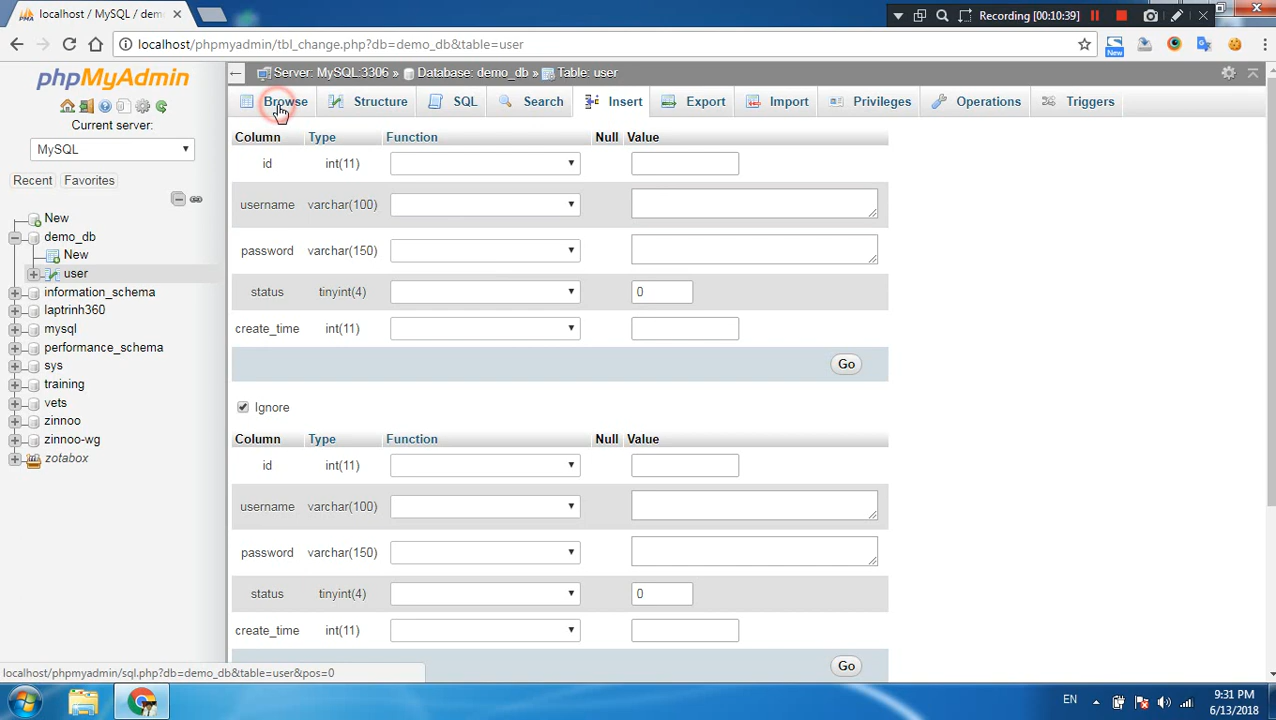 localhost / MySQL / dem
Recording [00:10:39]
localhost/phpmyadmin/tbl_change.php?db=demo_db&table=user
New
phpMyAdmin
Current server:
MySQL
Recent
Favorites
New
demo_db
New
user
information_schema
laptrinh360
mysql
performance_schema
sys
training
vets
zinnoo
zinnoo-wg
zotabox
Server: MySQL:3306 » Database: demo_db » Table: user
Browse Structure SQL Search Insert Export Import Privileges Operations Triggers
Column Type Function Null Value
id int(11)
username varchar(100)
password varchar(150)
status tinyint(4) 0
create_time int(11)
Go
Ignore
Column Type Function Null Value
id int(11)
username varchar(100)
password varchar(150)
status tinyint(4) 0
create_time int(11)
Go
localhost/phpmyadmin/sql.php?db=demo_db&table=user&pos=0
EN
9:31 PM
6/13/2018